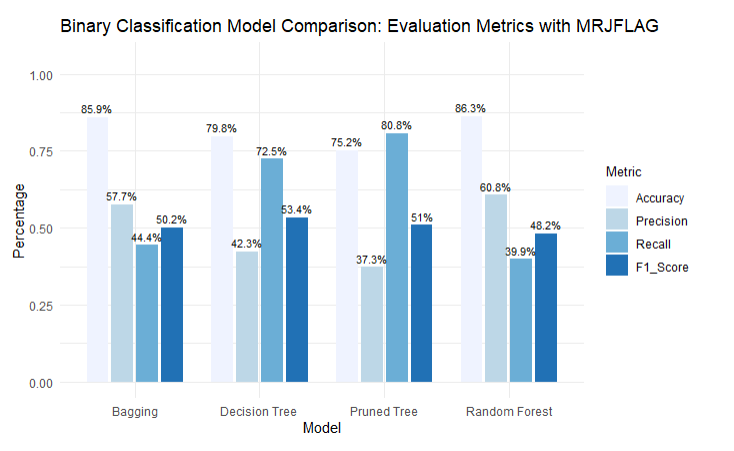 Binary Classification Model Comparison: Evaluation Metrics with MRJFLAG
Percentage
1.00
0.75
0.50
0.25
0.00
85.9%
57.7%
44.4%
50.2%
79.8%
42.3%
72.5%
53.4%
75.2%
37.3%
80.8%
51%
86.3%
60.8%
39.9%
48.2%
Bagging
Decision Tree
Pruned Tree
Random Forest
Model
Metric
Accuracy
Precision
Recall
F1_Score